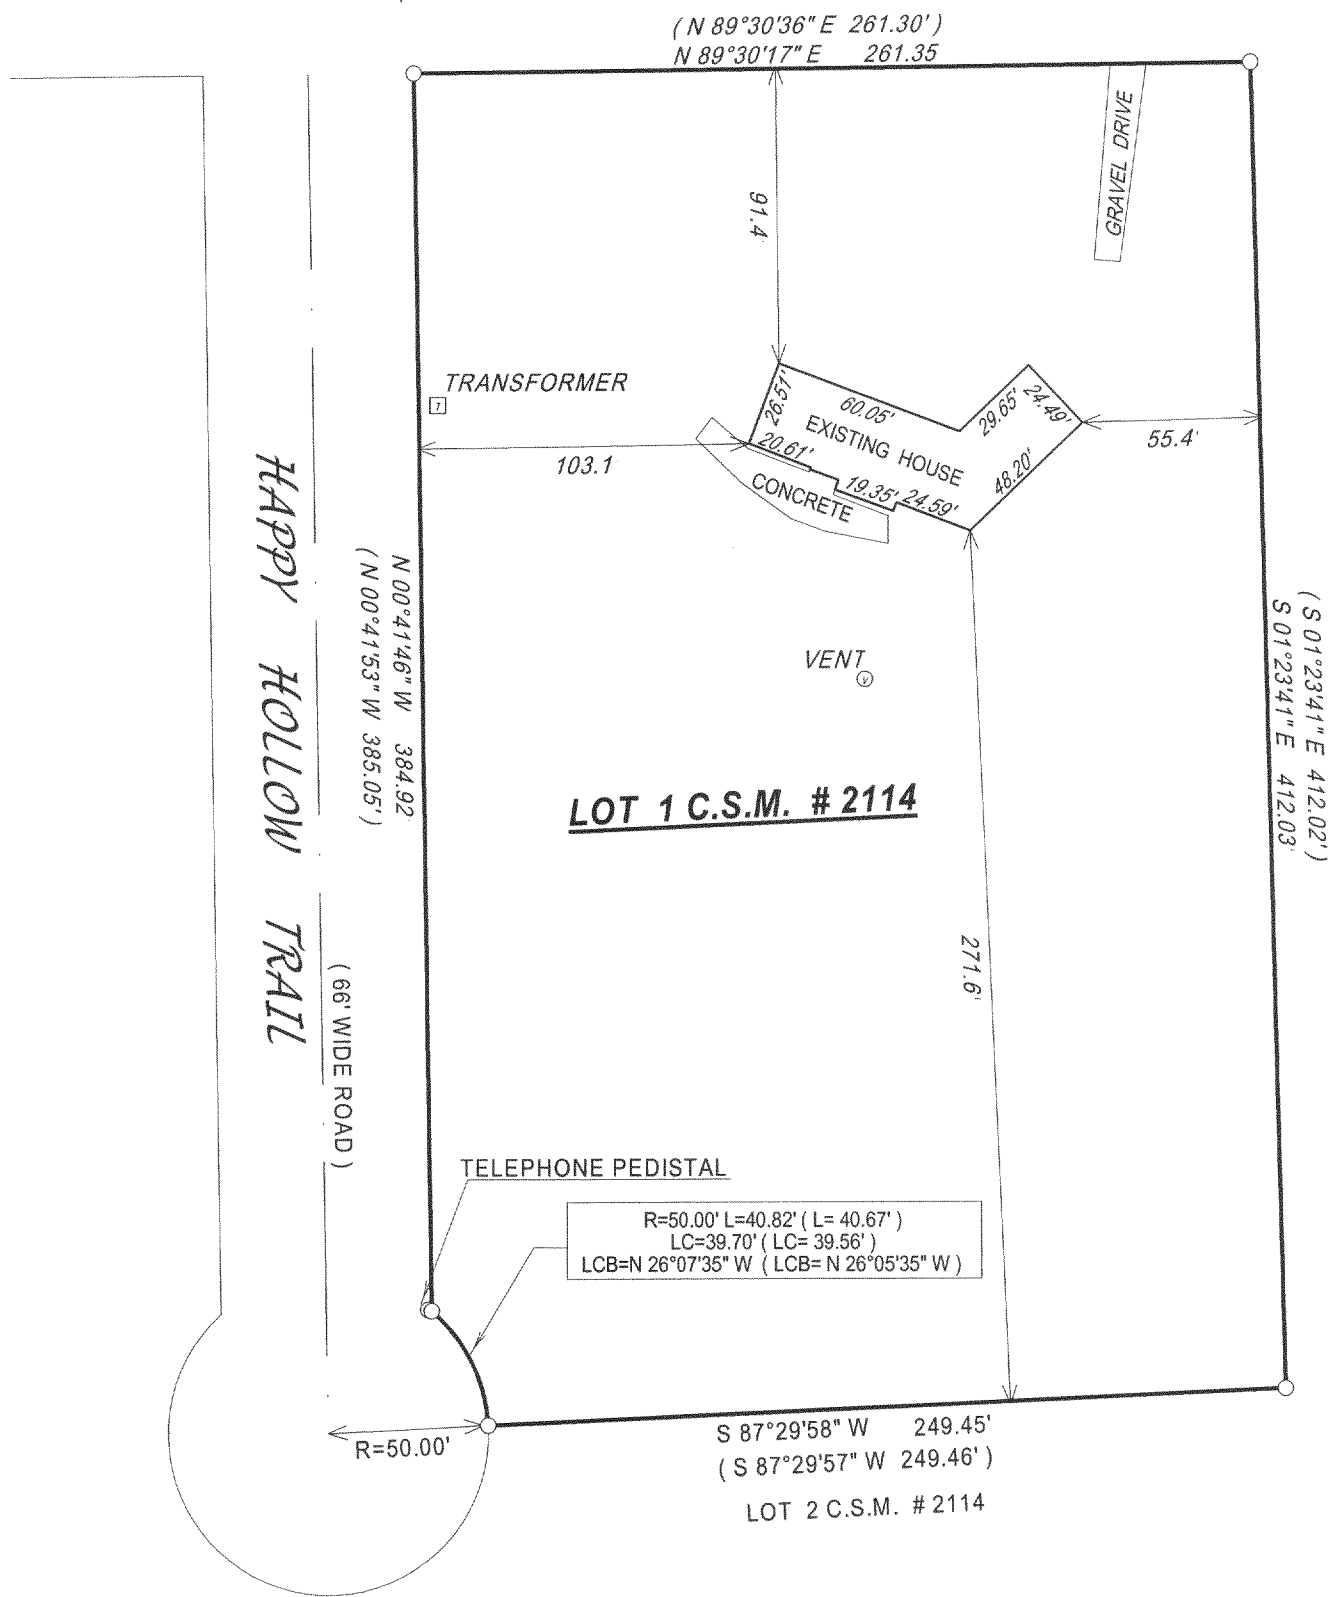 ( N 89°30'36" E 261.30' )
N 89°30'17" E 261.35
GRAVEL DRIVE
91.4'
TRANSFORMER
T
103.1
26.51'
60.05'
29.65'
24.49'
55.4'
EXISTING HOUSE
20.61'
19.35'
24.59'
48.20'
CONCRETE
HAPPY HOLLOW TRAIL
( 66' WIDE ROAD )
N 00°41'46" W 384.92'
( N 00°41'53" W 385.05' )
VENT
V
LOT 1 C.S.M. # 2114
( S 01°23'41" E 412.02' )
S 01°23'41" E 412.03'
271.6'
TELEPHONE PEDISTAL
R=50.00' L=40.82' ( L= 40.67' )
LC=39.70' ( LC= 39.56' )
LCB=N 26°07'35" W ( LCB= N 26°05'35" W )
R=50.00'
S 87°29'58" W 249.45'
( S 87°29'57" W 249.46' )
LOT 2 C.S.M. # 2114